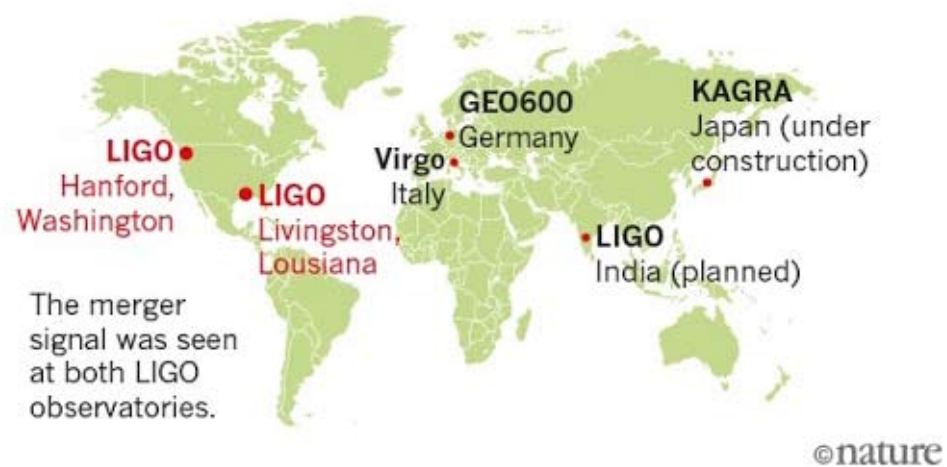 LIGO
Hanford,
Washington
LIGO
Livingston,
Lousiana
GEO600
Germany
Virgo
Italy
KAGRA
Japan (under
construction)
LIGO
India (planned)
The merger
signal was seen
at both LIGO
observatories.
©nature